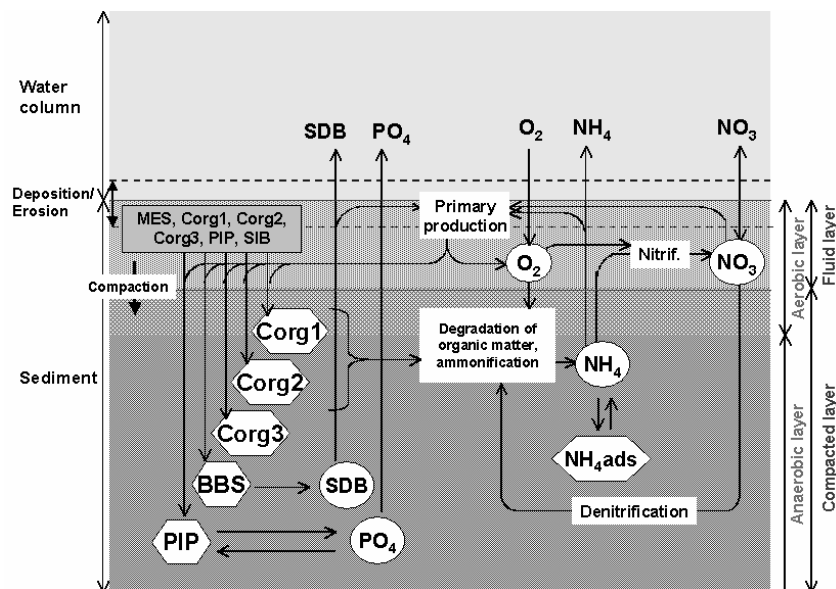 Water
column
SDB PO4 O2 NH4 NO3
Deposition/
Erosion
MES, Corg1, Corg2,
Corg3, PIP, SIB
Primary
production
O2
Nitrif.
NO3
Compaction
Corg1
Degradation of
organic matter,
ammonification
NH4
Sediment
Corg2
Corg3
NH4ads
BBS
SDB
Denitrification
PIP
PO4
Aerobic layer
Fluid layer
Anaerobic layer
Compacted layer